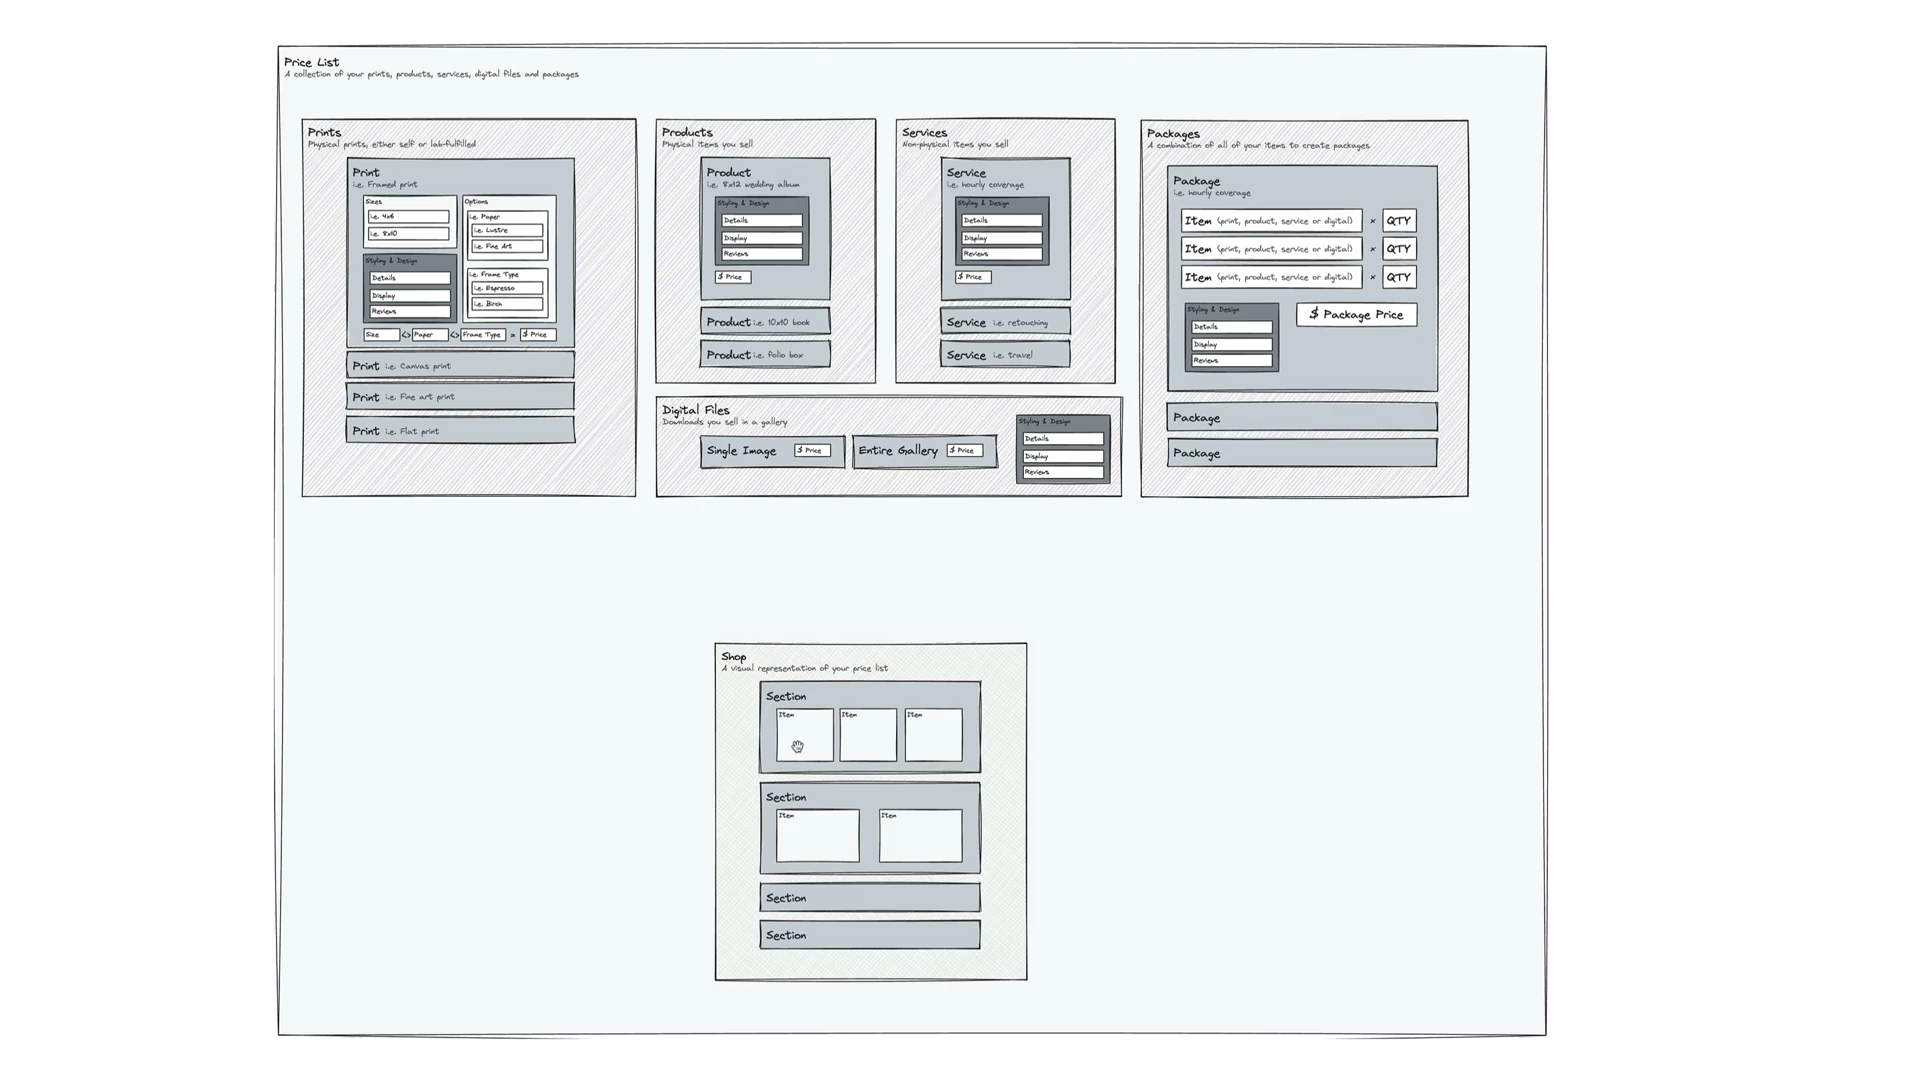 Price List
A collection of your prints, products, services, digital files and packages
Prints
Physical prints, either self or lab-fulfilled
Print
i.e. Framed print
Sizes
i.e. 4x6
i.e. 8x10
Options
i.e. Paper
i.e. Lustre
i.e. Fine Art
i.e. Frame Type
i.e. Espresso
i.e. Birch
Styling & Design
Details
Display
Reviews
Size <> Paper <> Frame Type = $ Price
Print i.e. Canvas print
Print i.e. Fine art print
Print i.e. Flat print
Products
Physical items you sell
Product
i.e. 8x12 wedding album
Styling & Design
Details
Display
Reviews
$ Price
Product i.e. 10x10 book
Product i.e. folio box
Services
Non-physical items you sell
Service
i.e. hourly coverage
Styling & Design
Details
Display
Reviews
$ Price
Service i.e. retouching
Service i.e. travel
Digital Files
Downloads you sell in a gallery
Single Image $ Price
Entire Gallery $ Price
Styling & Design
Details
Display
Reviews
Packages
A combination of all of your items to create packages
Package
i.e. hourly coverage
Item (print, product, service or digital) × QTY
Item (print, product, service or digital) × QTY
Item (print, product, service or digital) × QTY
Styling & Design
Details
Display
Reviews
$ Package Price
Package
Package
Shop
A visual representation of your price list
Section
Item Item Item
Section
Item Item
Section
Section